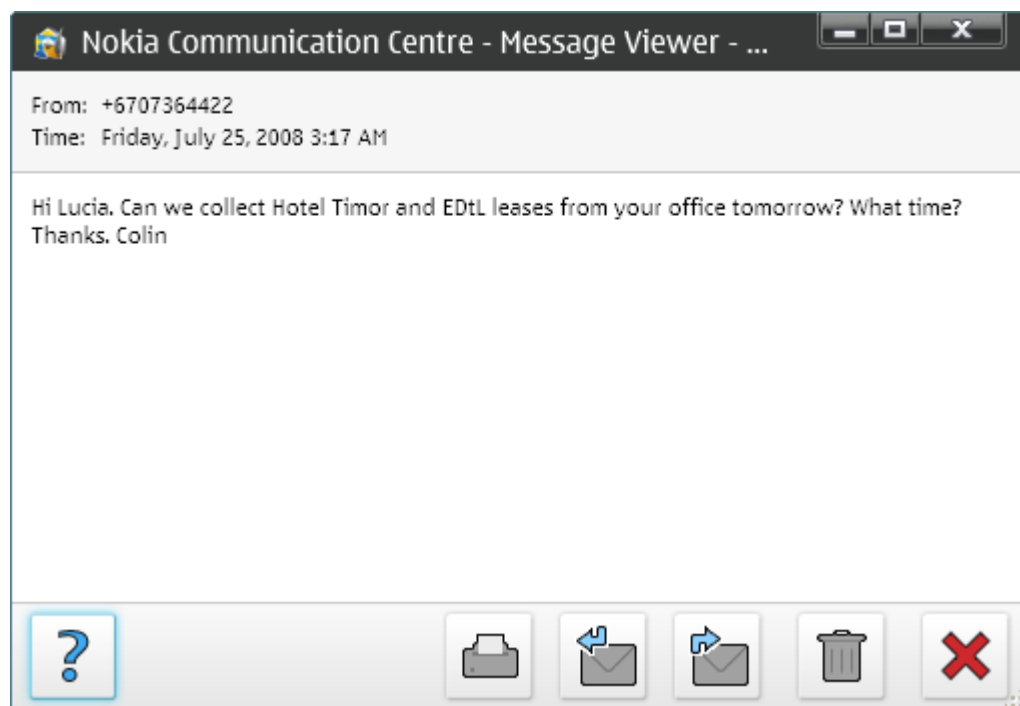 Nokia Communication Centre - Message Viewer - ...
From: +6707364422
Time: Friday, July 25, 2008 3:17 AM
Hi Lucia. Can we collect Hotel Timor and EDtL leases from your office tomorrow? What time?
Thanks. Colin